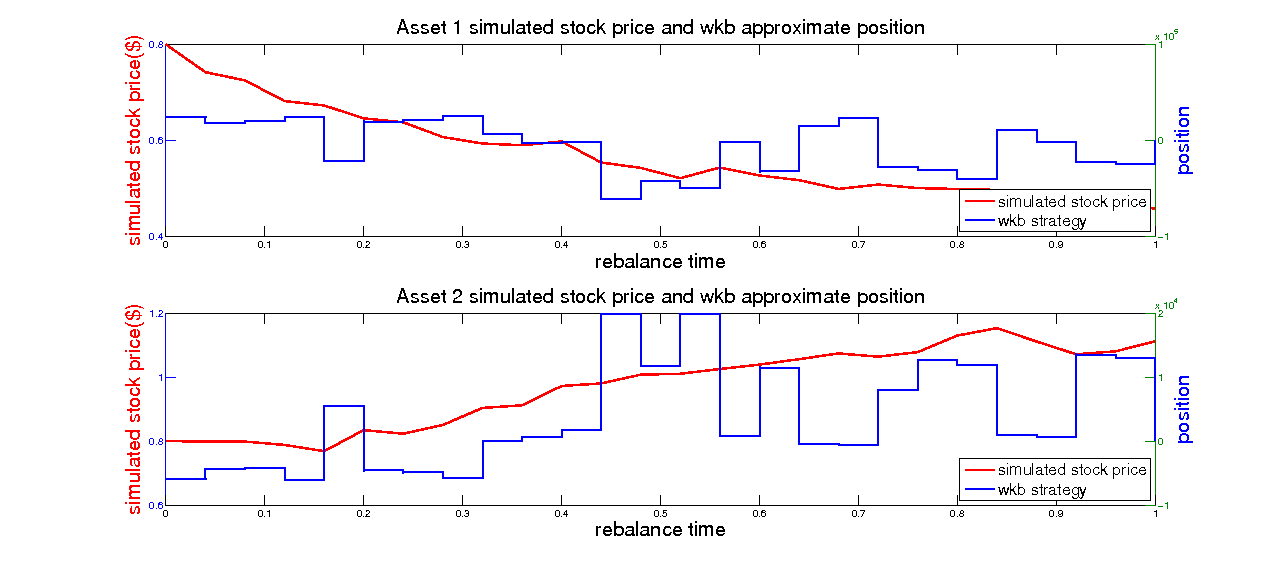 Asset 1 simulated stock price and wkb approximate position
x 10^5
simulated stock price($)
0.8
0.6
0.4
1
0
-1
position
simulated stock price
wkb strategy
0 0.1 0.2 0.3 0.4 0.5 0.6 0.7 0.8 0.9 1
rebalance time
Asset 2 simulated stock price and wkb approximate position
x 10^4
simulated stock price($)
1.2
1
0.8
0.6
2
1
0
-1
position
simulated stock price
wkb strategy
0 0.1 0.2 0.3 0.4 0.5 0.6 0.7 0.8 0.9 1
rebalance time